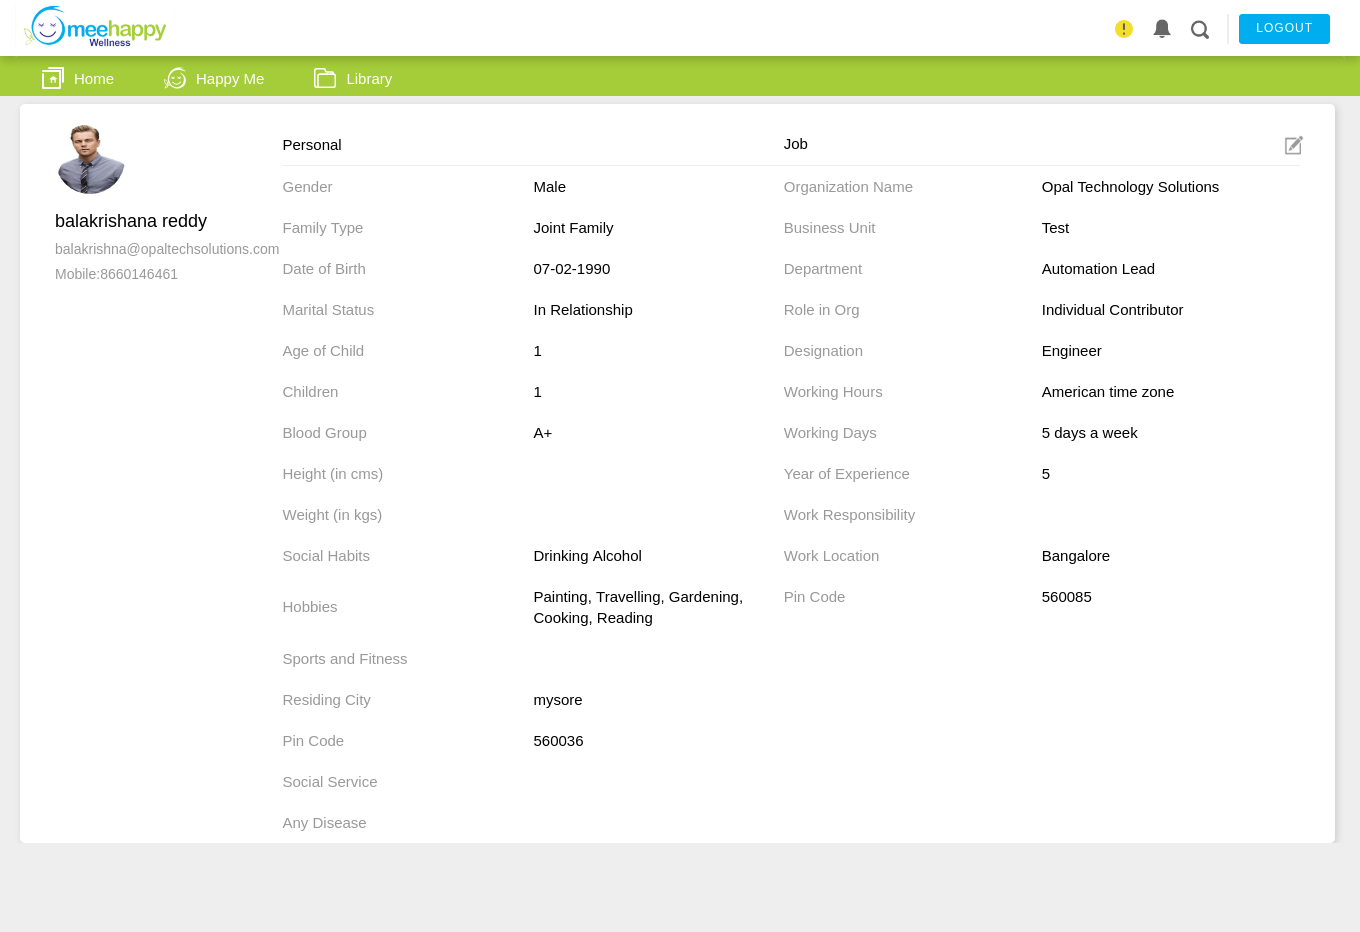 meehappy
Wellness
LOGOUT
Home
Happy Me
Library
balakrishana reddy
balakrishna@opaltechsolutions.com
Mobile:8660146461
Personal
Gender Male
Family Type Joint Family
Date of Birth 07-02-1990
Marital Status In Relationship
Age of Child 1
Children 1
Blood Group A+
Height (in cms)
Weight (in kgs)
Social Habits Drinking Alcohol
Hobbies Painting, Travelling, Gardening,
Cooking, Reading
Sports and Fitness
Residing City mysore
Pin Code 560036
Social Service
Any Disease
Job
Organization Name Opal Technology Solutions
Business Unit Test
Department Automation Lead
Role in Org Individual Contributor
Designation Engineer
Working Hours American time zone
Working Days 5 days a week
Year of Experience 5
Work Responsibility
Work Location Bangalore
Pin Code 560085